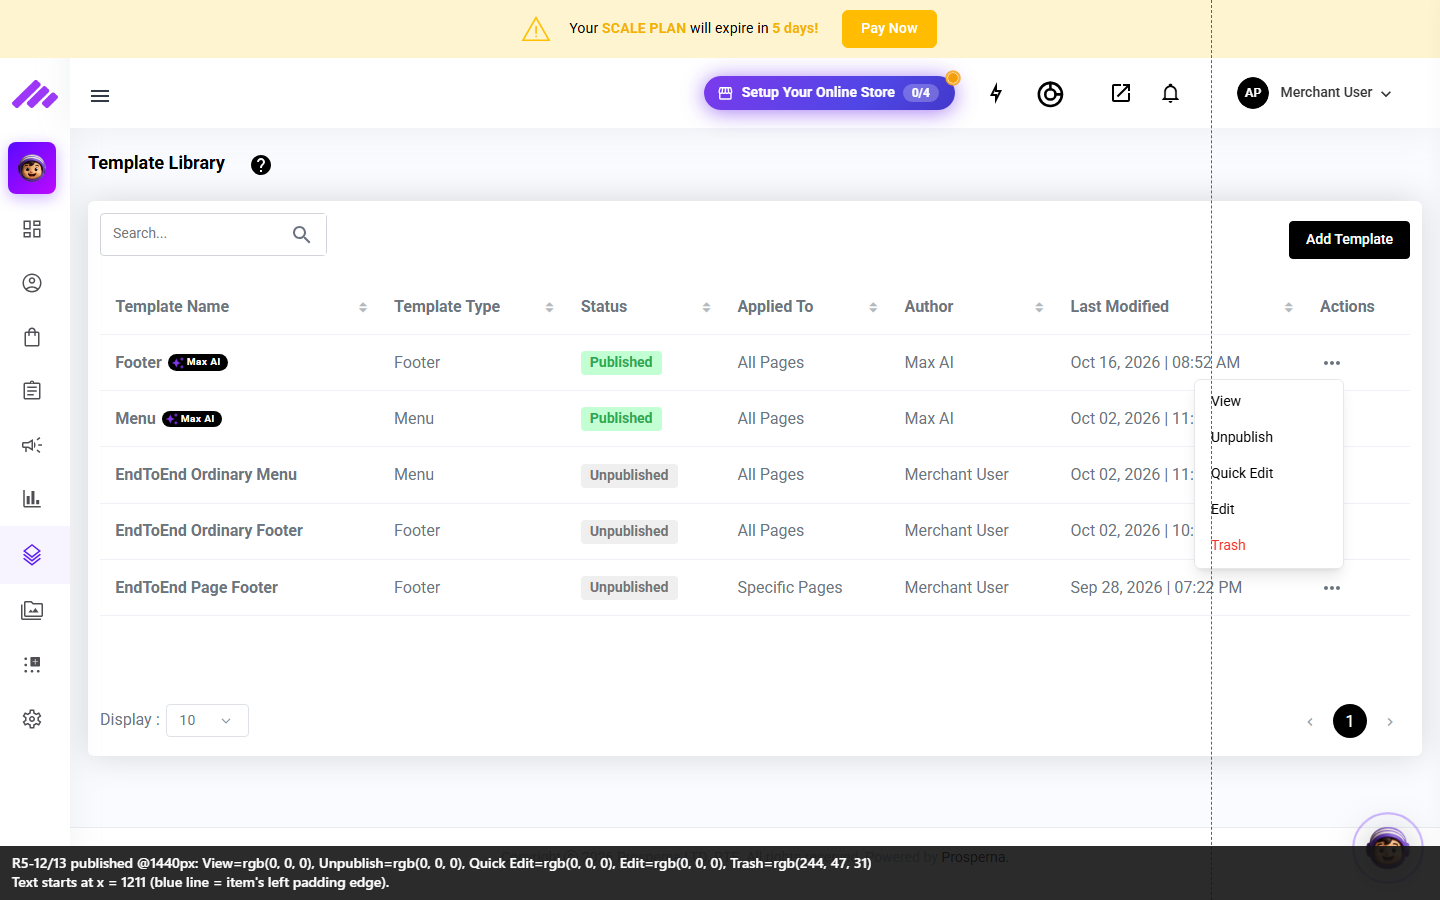 Your SCALE PLAN will expire in 5 days!
Pay Now
Setup Your Online Store 0/4
AP Merchant User
Template Library
Search...
Add Template
Template Name Template Type Status Applied To Author Last Modified Actions
Footer Max AI Footer Published All Pages Max AI Oct 16, 2026 | 08:52 AM
Menu Max AI Menu Published All Pages Max AI Oct 02, 2026 | 11:
EndToEnd Ordinary Menu Menu Unpublished All Pages Merchant User Oct 02, 2026 | 11:
EndToEnd Ordinary Footer Footer Unpublished All Pages Merchant User Oct 02, 2026 | 10:
EndToEnd Page Footer Footer Unpublished Specific Pages Merchant User Sep 28, 2026 | 07:22 PM
View
Unpublish
Quick Edit
Edit
Trash
Display : 10
1
Powered by Prosperna.
R5-12/13 published @1440px: View=rgb(0, 0, 0), Unpublish=rgb(0, 0, 0), Quick Edit=rgb(0, 0, 0), Edit=rgb(0, 0, 0), Trash=rgb(244, 47, 31)
Text starts at x = 1211 (blue line = item's left padding edge).